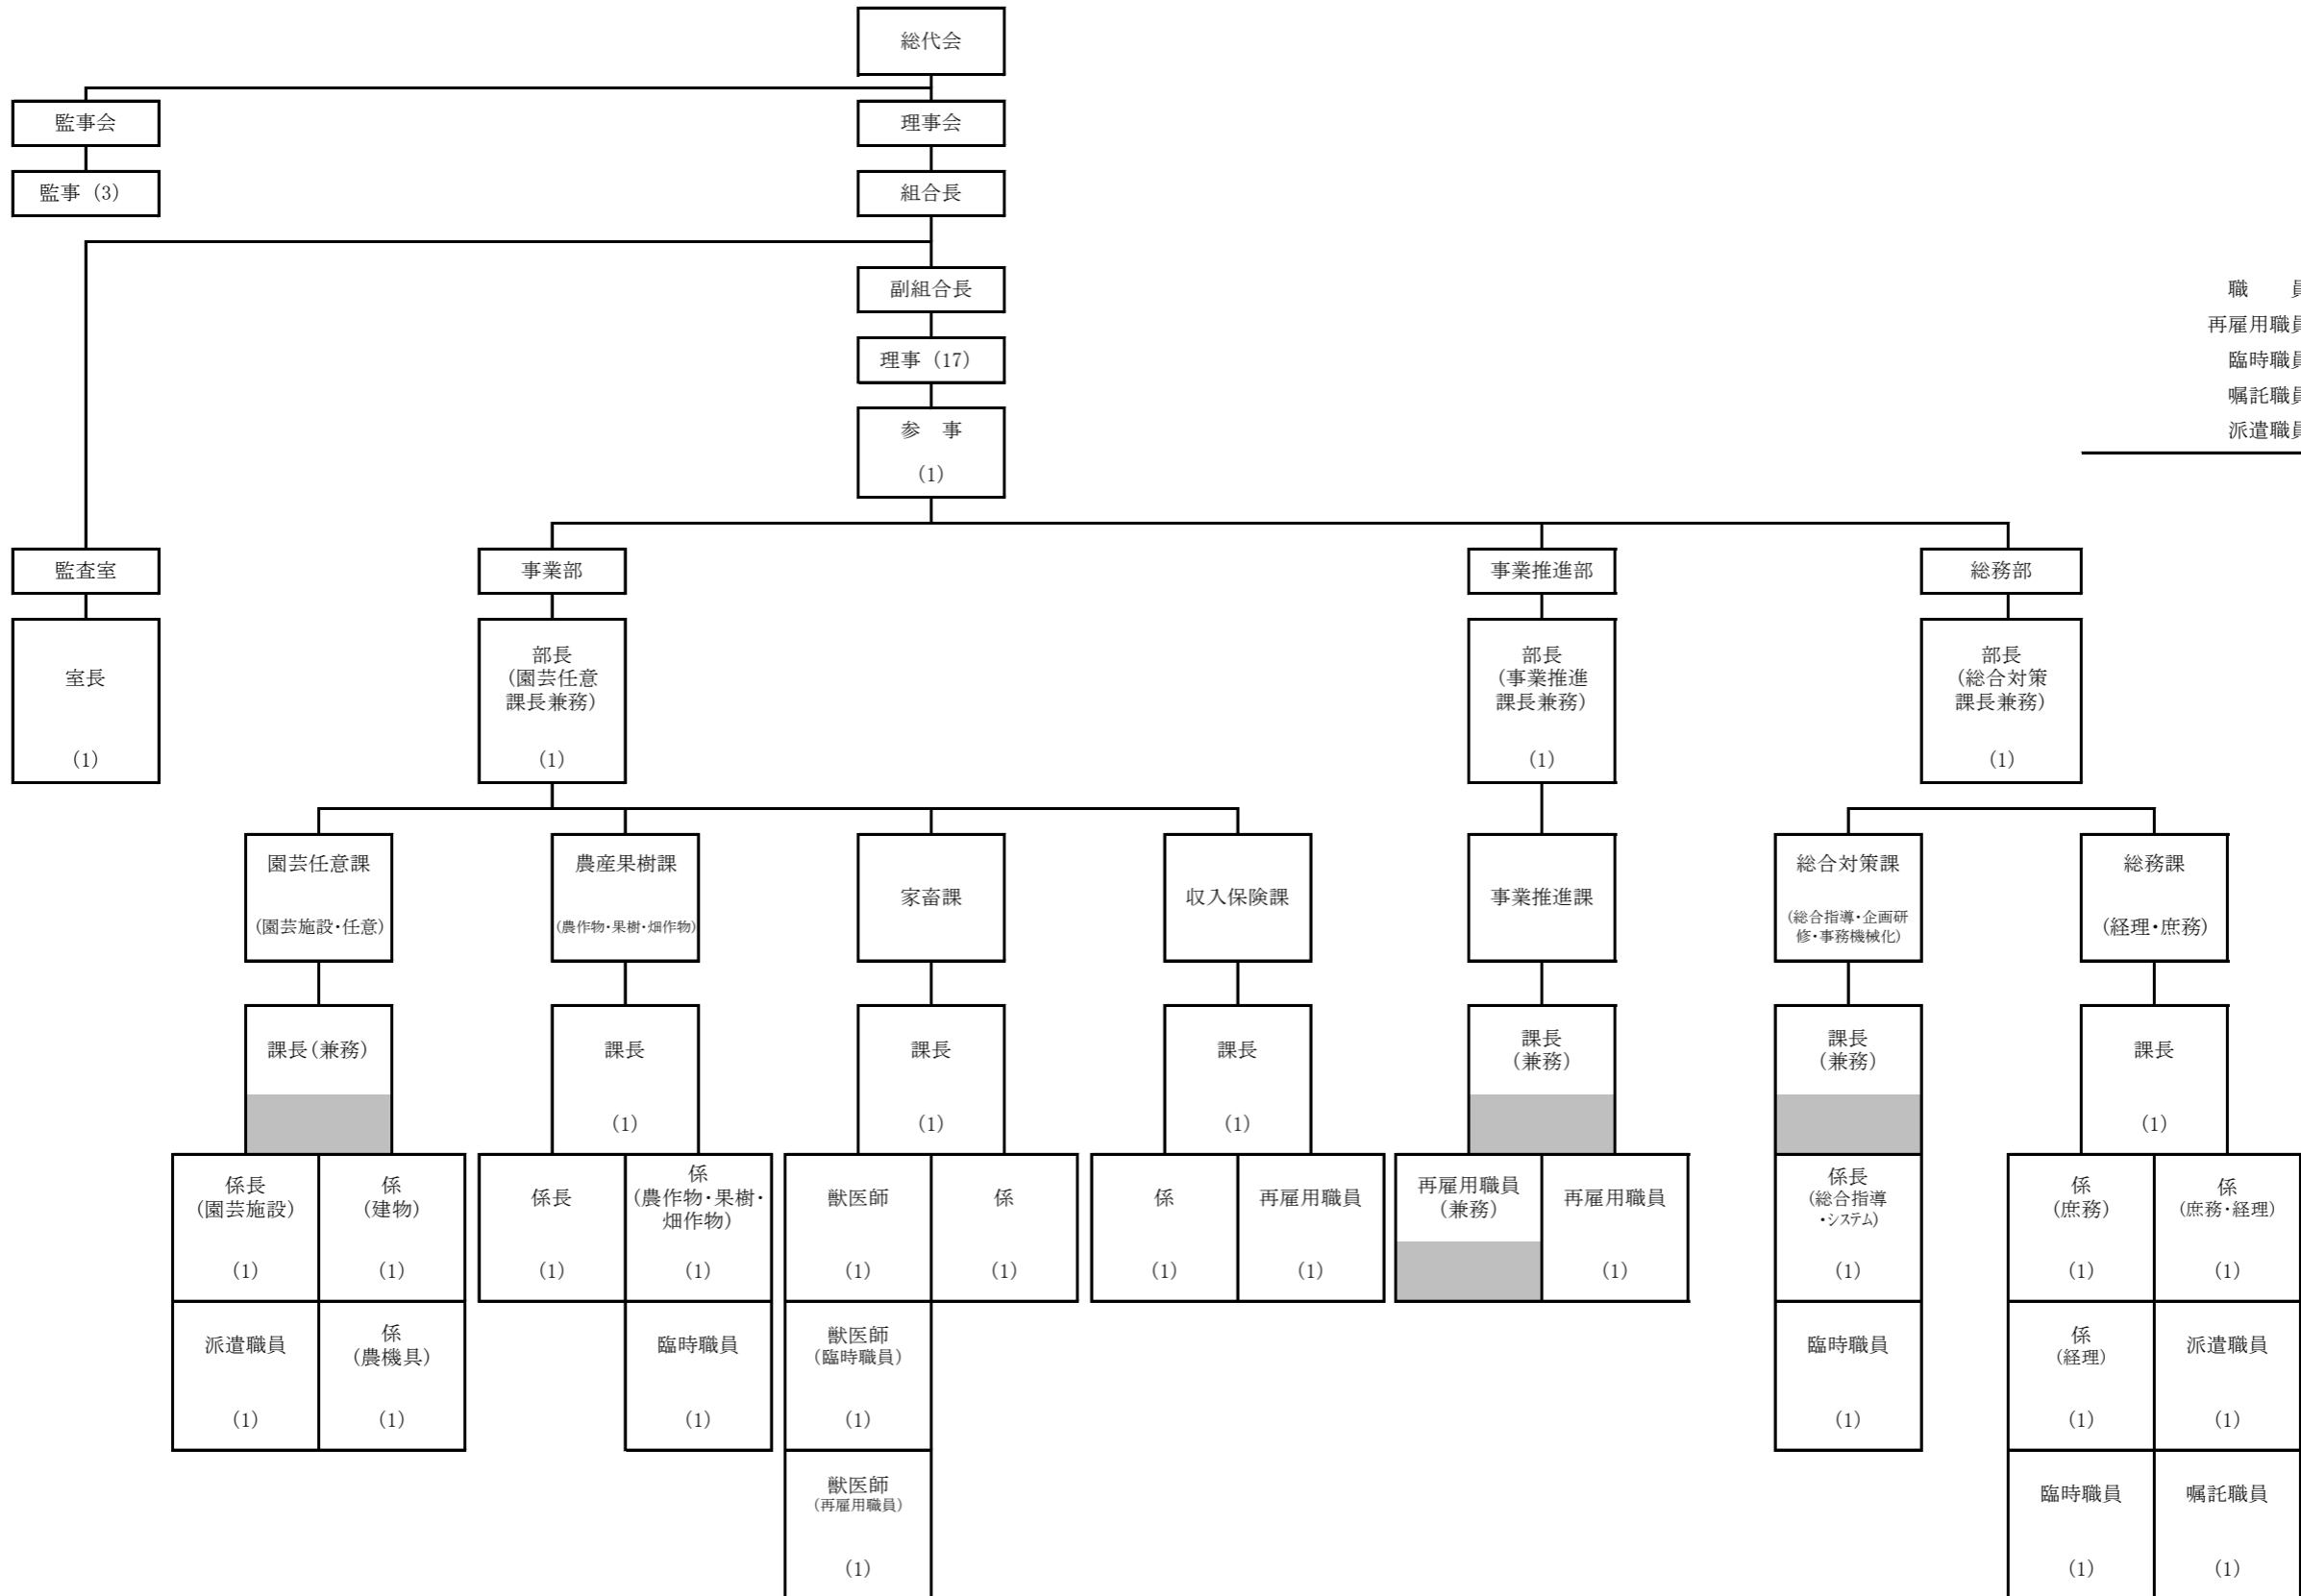 総代会
監事会
理事会
監事（3）
組合長
副組合長
理事（17）
参　事
（1）
職　　員
再雇用職員
臨時職員
嘱託職員
派遣職員
監査室
事業部
事業推進部
総務部
室長
（1）
部長
（園芸任意
課長兼務）
（1）
部長
（事業推進
課長兼務）
（1）
部長
（総合対策
課長兼務）
（1）
園芸任意課
（園芸施設・任意）
農産果樹課
（農作物・果樹・畑作物）
家畜課
収入保険課
事業推進課
総合対策課
（総合指導・企画研
修・事務機械化）
総務課
（経理・庶務）
課長（兼務）
課長
（1）
課長
（1）
課長
（1）
課長
（兼務）
課長
（兼務）
課長
（1）
係長
（園芸施設）
（1）
係
（建物）
（1）
係長
（1）
係
（農作物・果樹・
畑作物）
（1）
獣医師
（1）
係
（1）
係
（1）
再雇用職員
（1）
再雇用職員
（兼務）
再雇用職員
（1）
係長
（総合指導
・システム）
（1）
係
（庶務）
（1）
係
（庶務・経理）
（1）
派遣職員
（1）
係
（農機具）
（1）
臨時職員
（1）
獣医師
（臨時職員）
（1）
臨時職員
（1）
係
（経理）
（1）
派遣職員
（1）
獣医師
（再雇用職員）
（1）
臨時職員
（1）
嘱託職員
（1）